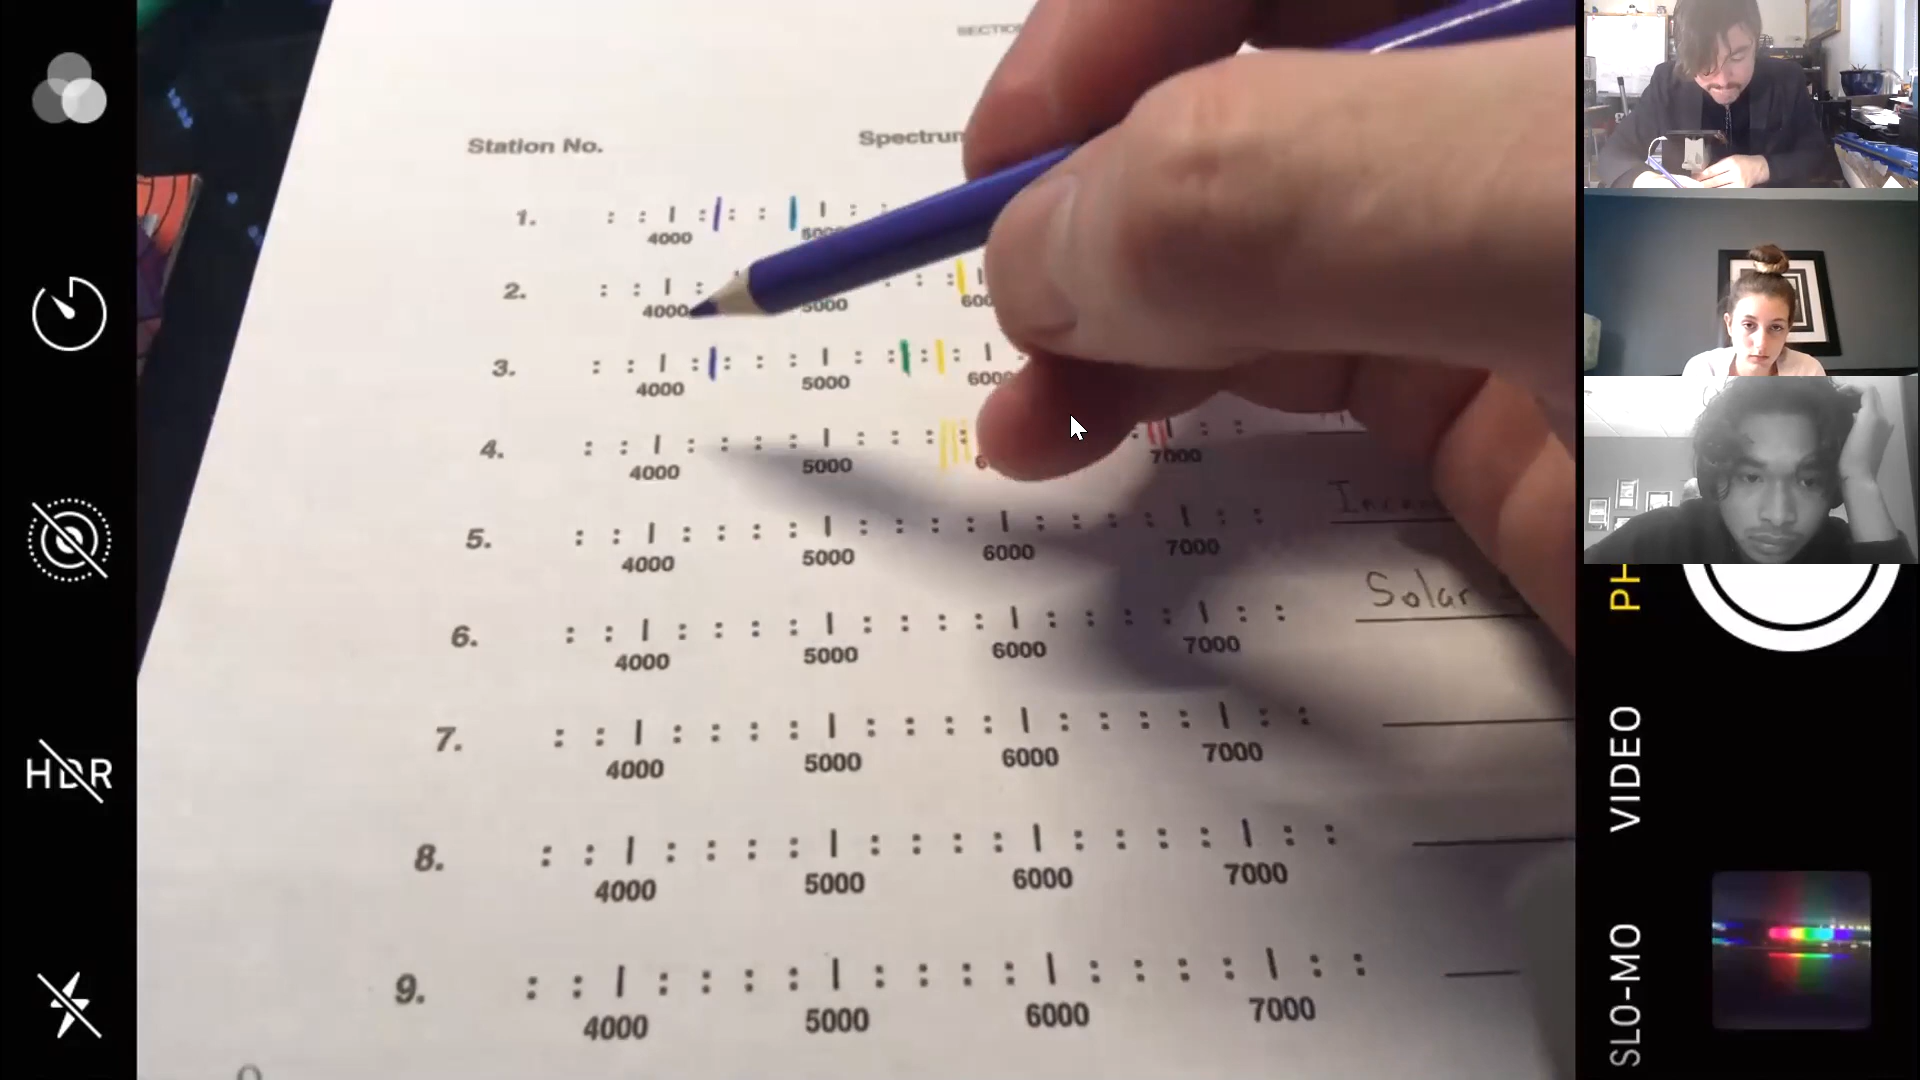 SECTION
Station No. Spectrum
1. 4000
2. 4000 5000
3. 4000 5000 6000
4. 4000 5000 7000
5. 4000 5000 6000 7000
6. 4000 5000 6000 7000 Solar
7. 4000 5000 6000 7000
8. 4000 5000 6000 7000
9. 4000 5000 6000 7000
HDR
VIDEO
SLO-MO